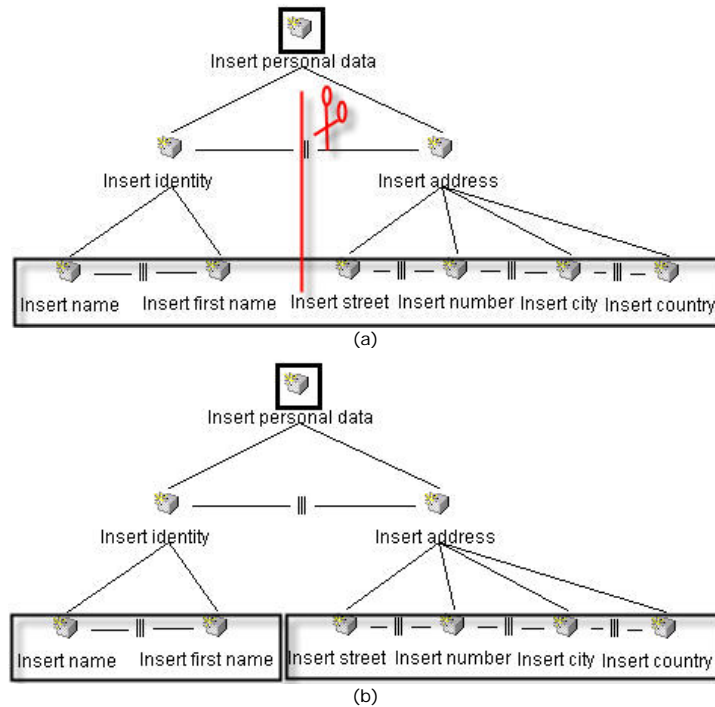 Insert personal data
Insert identity Insert address
Insert name Insert first name Insert street Insert number Insert city Insert country
(a)
Insert personal data
Insert identity Insert address
Insert name Insert first name Insert street Insert number Insert city Insert country
(b)